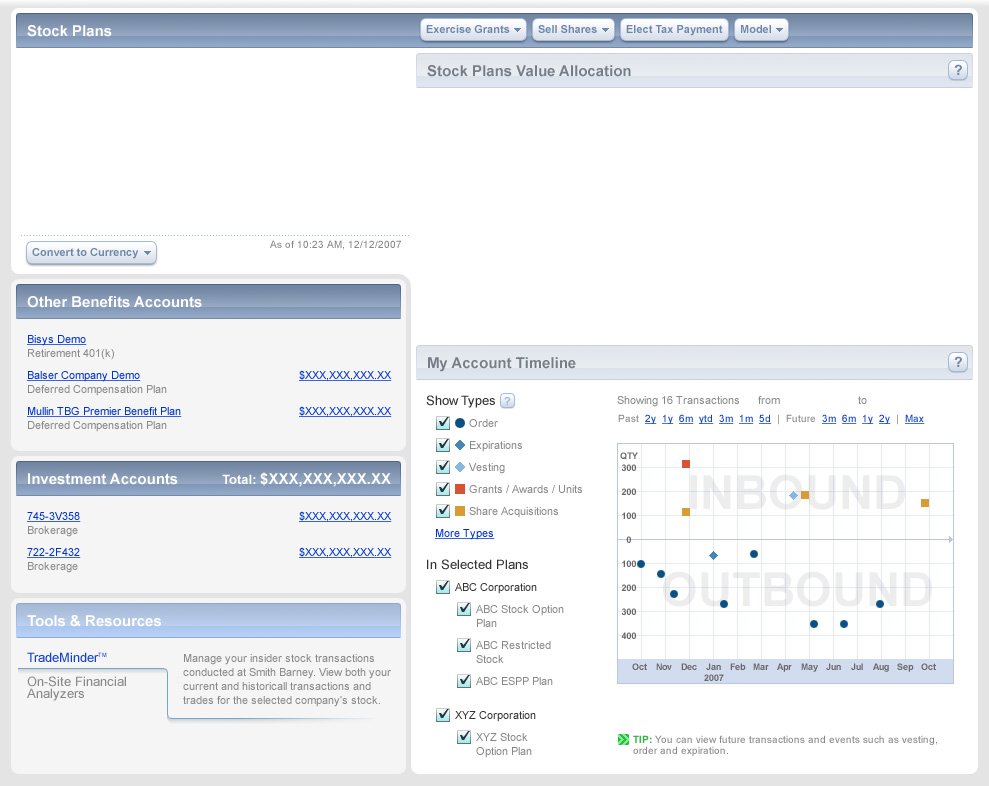 Stock Plans
Exercise Grants
Sell Shares
Elect Tax Payment
Model
Stock Plans Value Allocation
?
As of 10:23 AM, 12/12/2007
Convert to Currency
Other Benefits Accounts
Bisys Demo
Retirement 401(k)
Balser Company Demo $XXX,XXX,XXX.XX
Deferred Compensation Plan
Mullin TBG Premier Benefit Plan $XXX,XXX,XXX.XX
Deferred Compensation Plan
Investment Accounts Total: $XXX,XXX,XXX.XX
745-3V358 $XXX,XXX,XXX.XX
Brokerage
722-2F432 $XXX,XXX,XXX.XX
Brokerage
Tools & Resources
TradeMinder™
On-Site Financial
Analyzers
Manage your insider stock transactions
conducted at Smith Barney. View both your
current and historicall transactions and
trades for the selected company's stock.
My Account Timeline
?
Show Types ?
Order
Expirations
Vesting
Grants / Awards / Units
Share Acquisitions
More Types
In Selected Plans
ABC Corporation
ABC Stock Option
Plan
ABC Restricted
Stock
ABC ESPP Plan
XYZ Corporation
XYZ Stock
Option Plan
Showing 16 Transactions from to
Past 2y 1y 6m ytd 3m 1m 5d | Future 3m 6m 1y 2y | Max
QTY
300
200
100
0
100
200
300
400
INBOUND
OUTBOUND
Oct Nov Dec Jan Feb Mar Apr May Jun Jul Aug Sep Oct
2007
TIP: You can view future transactions and events such as vesting,
order and expiration.